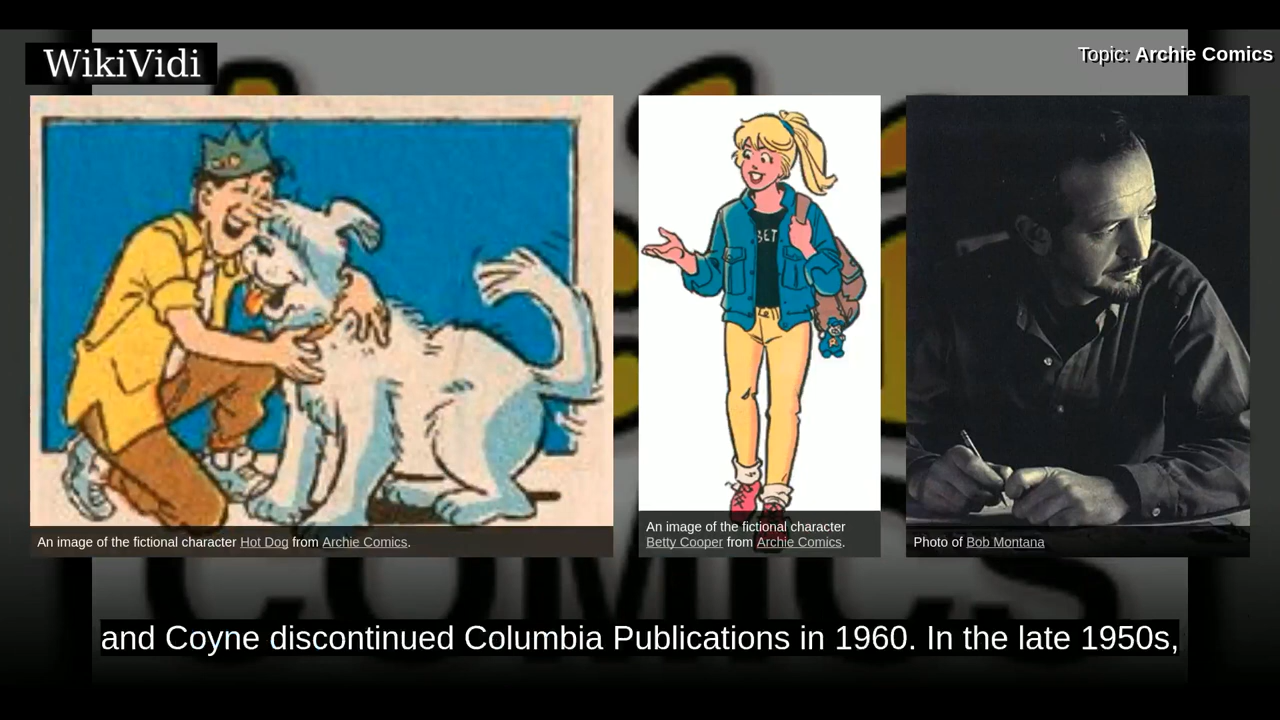 WikiVidi
Topic: Archie Comics
BET
An image of the fictional character Hot Dog from Archie Comics.
An image of the fictional character
Betty Cooper from Archie Comics.
Photo of Bob Montana
and Coyne discontinued Columbia Publications in 1960. In the late 1950s,